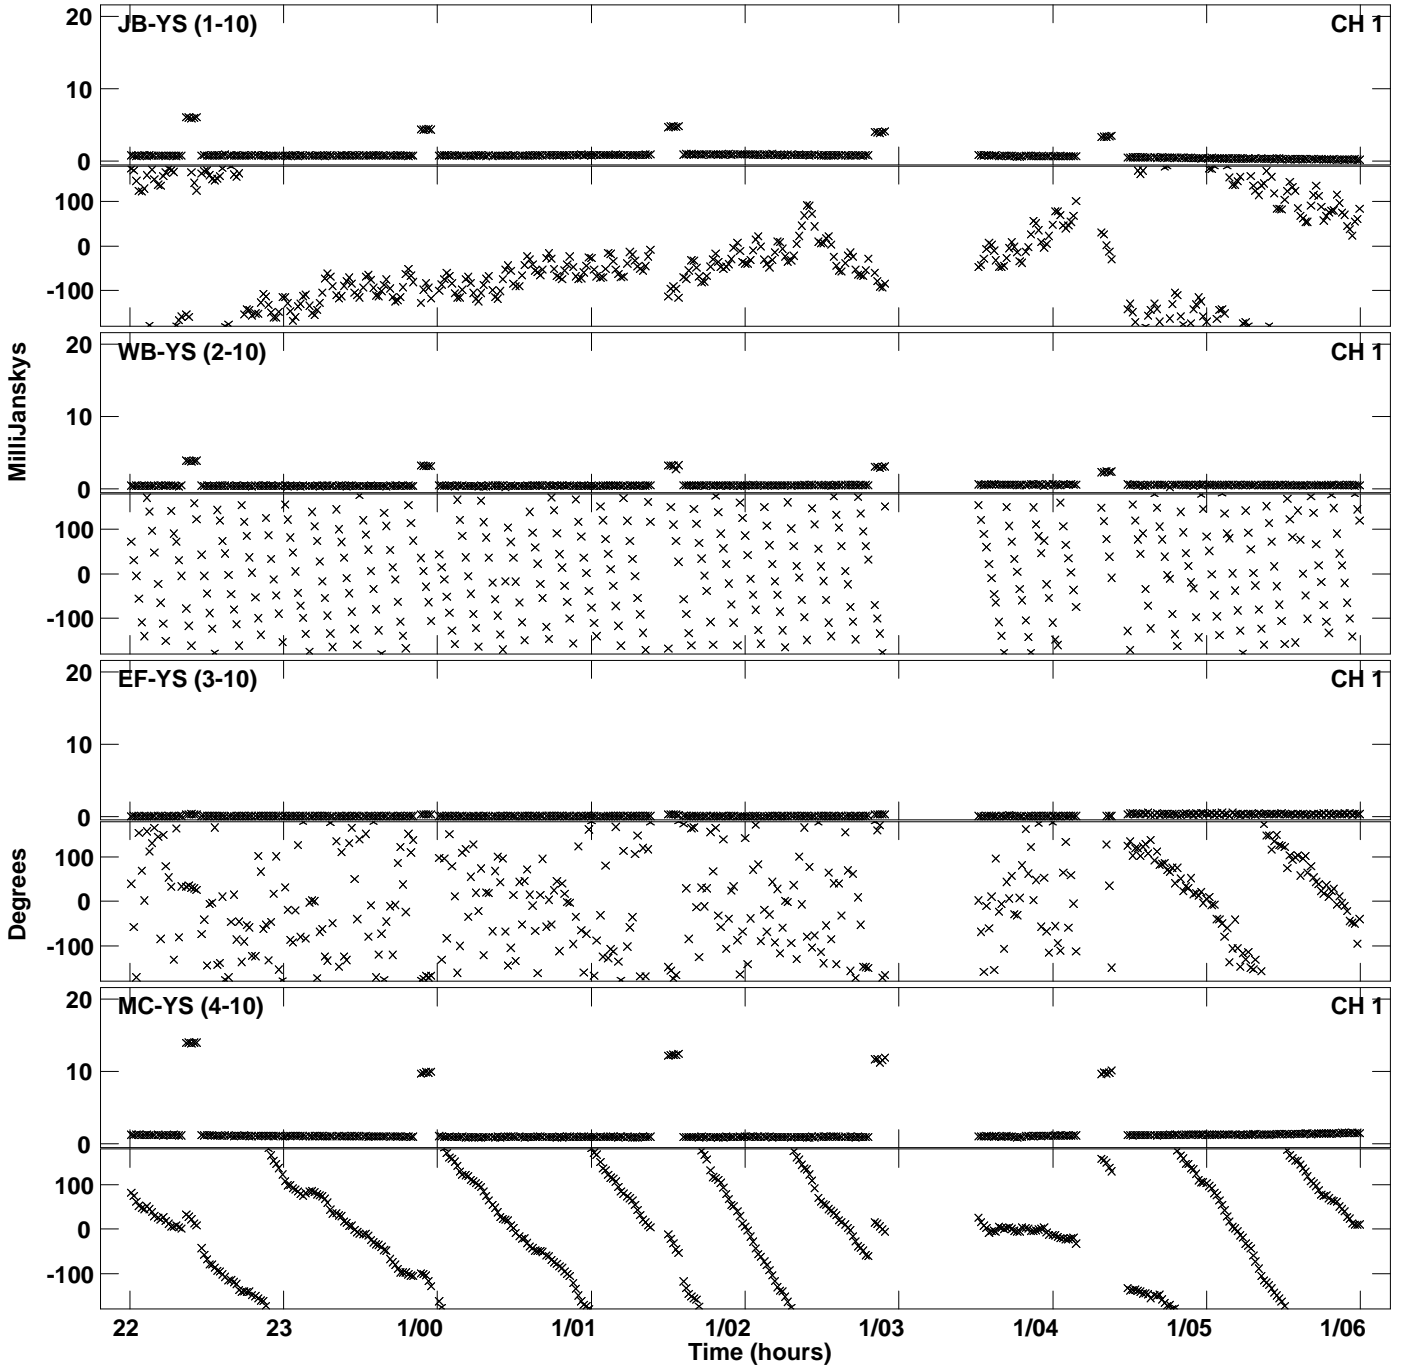 JB-YS (1-10)
CH 1
20
10
0
100
0
-100
WB-YS (2-10)
CH 1
20
10
0
100
0
-100
MilliJanskys
EF-YS (3-10)
CH 1
20
10
0
100
0
-100
Degrees
MC-YS (4-10)
CH 1
20
10
0
100
0
-100
22 23 1/00 1/01 1/02 1/03 1/04 1/05 1/06
Time (hours)